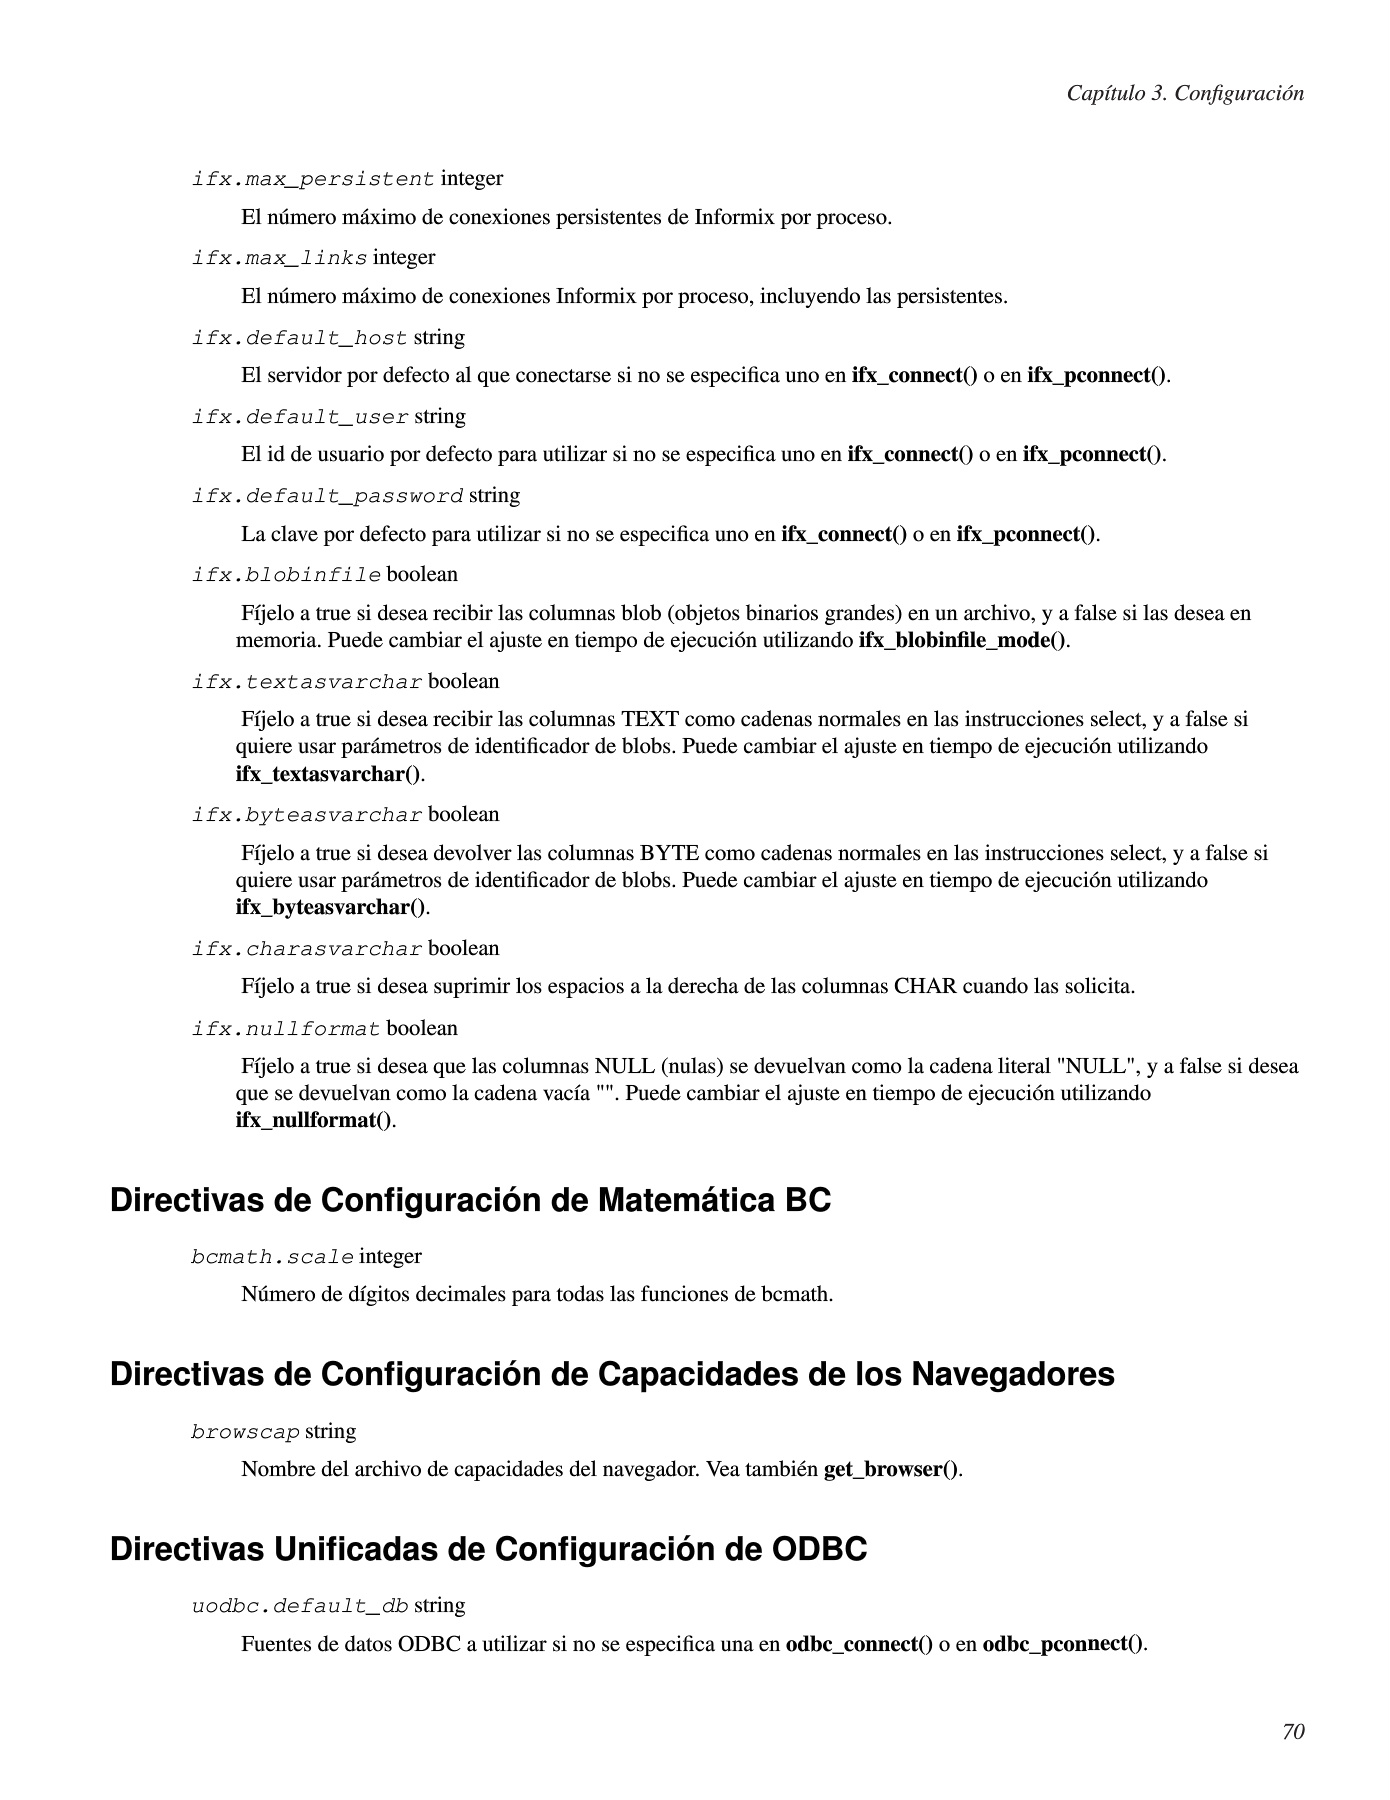 Capítulo 3. Configuración
ifx.max_persistent integer
El número máximo de conexiones persistentes de Informix por proceso.
ifx.max_links integer
El número máximo de conexiones Informix por proceso, incluyendo las persistentes.
ifx.default_host string
El servidor por defecto al que conectarse si no se especifica uno en ifx_connect() o en ifx_pconnect().
ifx.default_user string
El id de usuario por defecto para utilizar si no se especifica uno en ifx_connect() o en ifx_pconnect().
ifx.default_password string
La clave por defecto para utilizar si no se especifica uno en ifx_connect() o en ifx_pconnect().
ifx.blobinfile boolean
Fíjelo a true si desea recibir las columnas blob (objetos binarios grandes) en un archivo, y a false si las desea en
memoria. Puede cambiar el ajuste en tiempo de ejecución utilizando ifx_blobinfile_mode().
ifx.textasvarchar boolean
Fíjelo a true si desea recibir las columnas TEXT como cadenas normales en las instrucciones select, y a false si
quiere usar parámetros de identificador de blobs. Puede cambiar el ajuste en tiempo de ejecución utilizando
ifx_textasvarchar().
ifx.byteasvarchar boolean
Fíjelo a true si desea devolver las columnas BYTE como cadenas normales en las instrucciones select, y a false si
quiere usar parámetros de identificador de blobs. Puede cambiar el ajuste en tiempo de ejecución utilizando
ifx_byteasvarchar().
ifx.charasvarchar boolean
Fíjelo a true si desea suprimir los espacios a la derecha de las columnas CHAR cuando las solicita.
ifx.nullformat boolean
Fíjelo a true si desea que las columnas NULL (nulas) se devuelvan como la cadena literal "NULL", y a false si desea
que se devuelvan como la cadena vacía "". Puede cambiar el ajuste en tiempo de ejecución utilizando
ifx_nullformat().
Directivas de Configuración de Matemática BC
bcmath.scale integer
Número de dígitos decimales para todas las funciones de bcmath.
Directivas de Configuración de Capacidades de los Navegadores
browscap string
Nombre del archivo de capacidades del navegador. Vea también get_browser().
Directivas Unificadas de Configuración de ODBC
uodbc.default_db string
Fuentes de datos ODBC a utilizar si no se especifica una en odbc_connect() o en odbc_pconnect().
70